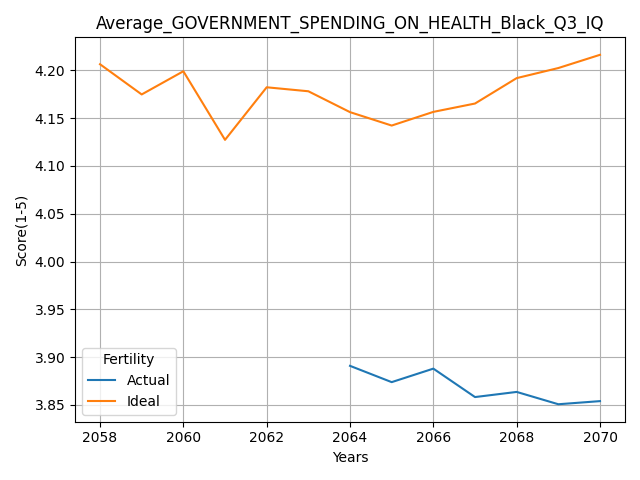 Average_GOVERNMENT_SPENDING_ON_HEALTH_Black_Q3_IQ
4.20
4.15
4.10
4.05
4.00
3.95
3.90
3.85
Score(1-5)
Fertility
Actual
Ideal
2058 2060 2062 2064 2066 2068 2070
Years